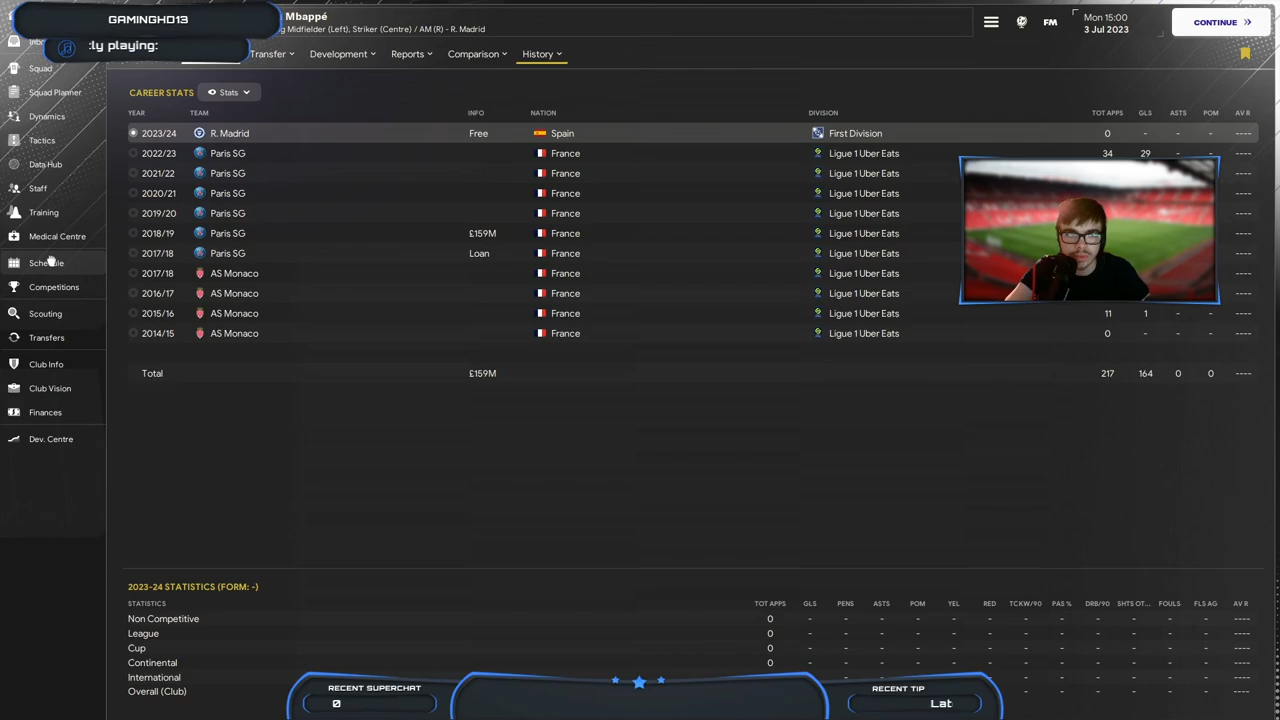 GAMINGHD13
Mbappé
g Midfielder (Left), Striker (Centre) / AM (R) - R. Madrid
FM
Mon 15:00
3 Jul 2023
CONTINUE
:ly playing:
Transfer
Development
Reports
Comparison
History
Squad
Squad Planner
Dynamics
Tactics
Data Hub
Staff
Training
Medical Centre
Schedule
Competitions
Scouting
Transfers
Club Info
Club Vision
Finances
Dev. Centre
CAREER STATS Stats
YEAR TEAM INFO NATION DIVISION TOT APPS GLS ASTS POM AV R
2023/24 R. Madrid Free Spain First Division 0 - - - ----
2022/23 Paris SG France Ligue 1 Uber Eats 34 29
2021/22 Paris SG France Ligue 1 Uber Eats
2020/21 Paris SG France Ligue 1 Uber Eats
2019/20 Paris SG France Ligue 1 Uber Eats
2018/19 Paris SG £159M France Ligue 1 Uber Eats
2017/18 Paris SG Loan France Ligue 1 Uber Eats
2017/18 AS Monaco France Ligue 1 Uber Eats
2016/17 AS Monaco France Ligue 1 Uber Eats
2015/16 AS Monaco France Ligue 1 Uber Eats 11 1 - - ----
2014/15 AS Monaco France Ligue 1 Uber Eats 0 - - - ----
Total £159M 217 164 0 0 ----
2023-24 STATISTICS (FORM: -)
STATISTICS TOT APPS GLS PENS ASTS POM YEL RED TCKW/90 PAS % DRB/90 SHTS OT... FOULS FLS AG AV R
Non Competitive 0 - - - - - - - - - - - - ----
League 0 - - - - - - - - - - - - ----
Cup 0 - - - - - - - - - - - - ----
Continental 0 - - - - - - - - - - - - ----
International - - - ----
Overall (Club) - - - ----
RECENT SUPERCHAT
0
RECENT TIP
Lat